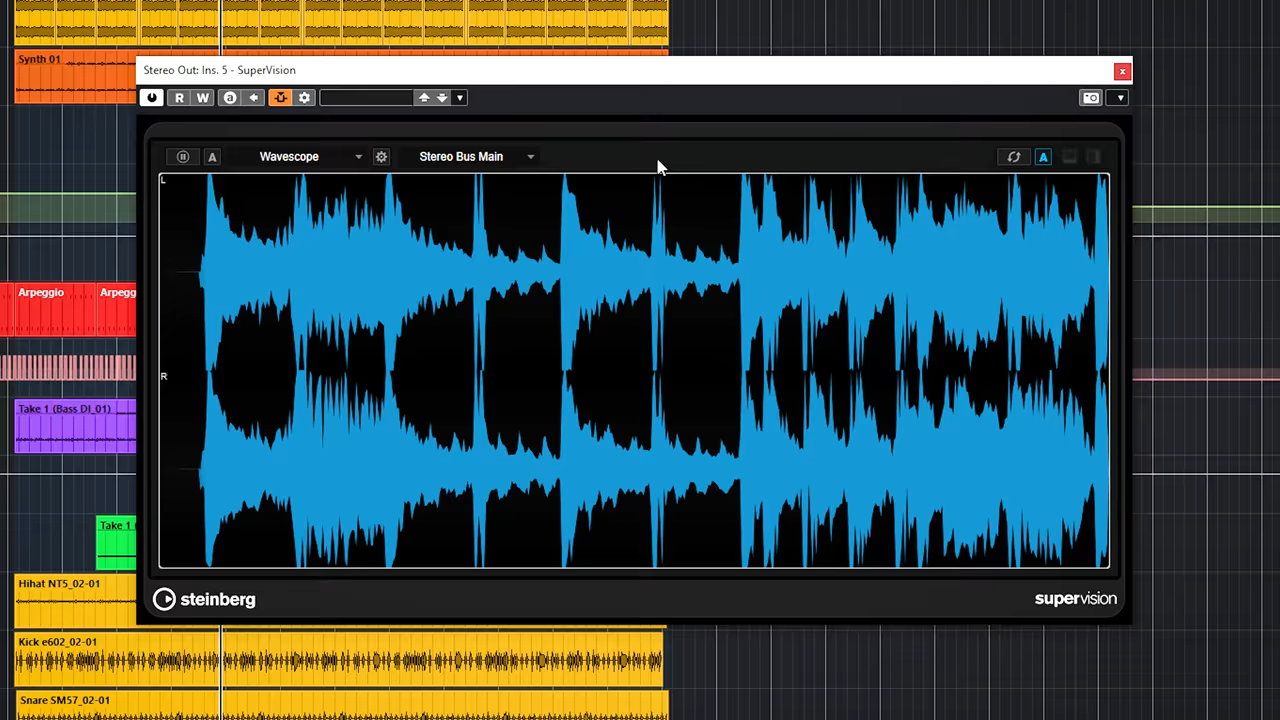 Synth 01
Stereo Out: Ins. 5 - SuperVision
R W a
A Wavescope Stereo Bus Main A
L
Arpeggio Arpegg
R
Take 1 (Bass DI_01)
Take 1
Hihat NT5_02-01
steinberg supervision
Kick e602_02-01
Snare SM57_02-01